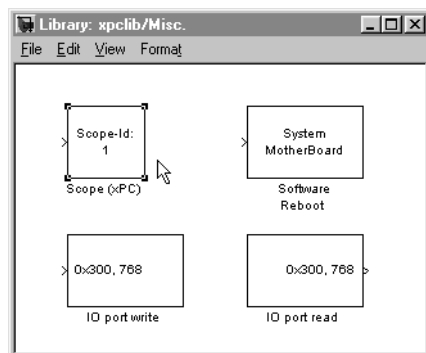 Library: xpclib/Misc.
File Edit View Format
Scope-Id:
1
Scope (xPC)
System
MotherBoard
Software
Reboot
0x300, 768
IO port write
0x300, 768
IO port read